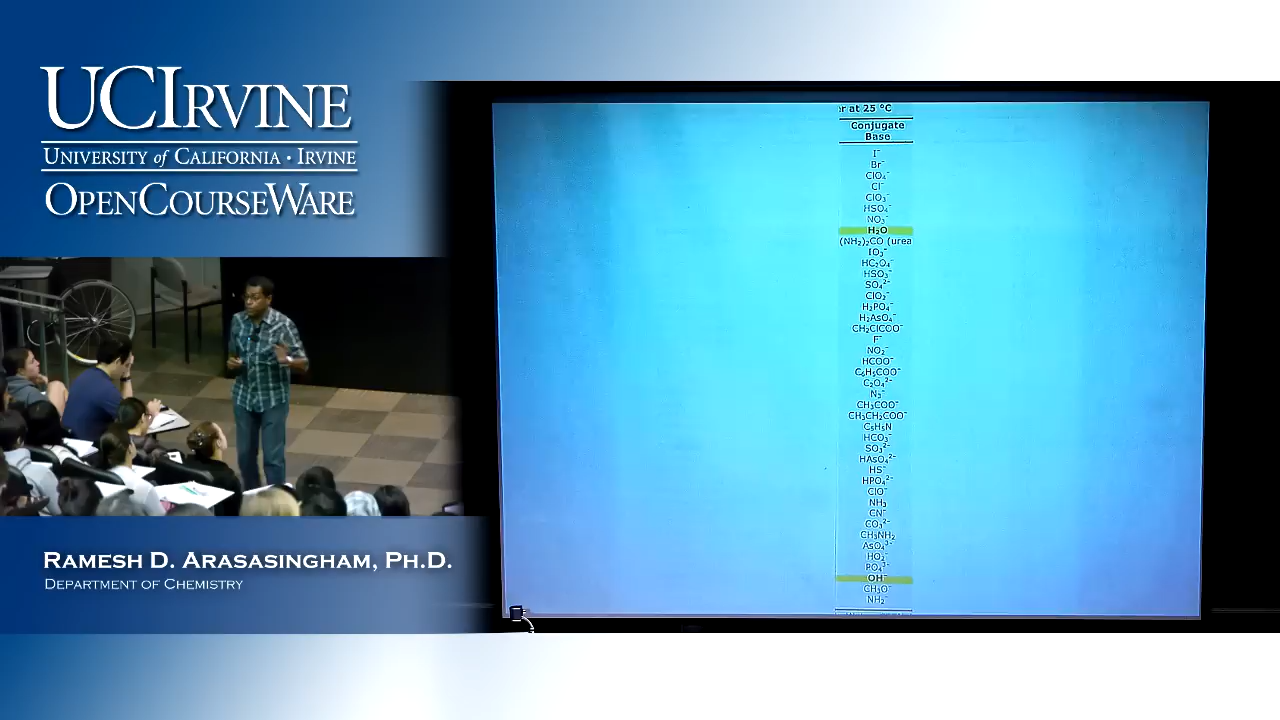 UCIRVINE
UNIVERSITY of CALIFORNIA · IRVINE
OPENCOURSEWARE
r at 25 °C
Conjugate
Base
I⁻
Br⁻
ClO₄⁻
Cl⁻
ClO₃⁻
HSO₄⁻
NO₃⁻
H₂O
(NH₂)₂CO (urea
IO₃⁻
HC₂O₄⁻
HSO₃⁻
SO₄²⁻
ClO₂⁻
H₂PO₄⁻
H₂AsO₄⁻
CH₂ClCOO⁻
F⁻
NO₂⁻
HCOO⁻
C₆H₅COO⁻
C₂O₄²⁻
N₃⁻
CH₃COO⁻
CH₃CH₂COO⁻
C₅H₅N
HCO₃⁻
SO₃²⁻
HAsO₄²⁻
HS⁻
HPO₄²⁻
ClO⁻
NH₃
CN⁻
CO₃²⁻
CH₃NH₂
AsO₄³⁻
HO₂⁻
PO₄³⁻
OH⁻
CH₃O⁻
NH₂⁻
RAMESH D. ARASASINGHAM, PH.D.
DEPARTMENT OF CHEMISTRY